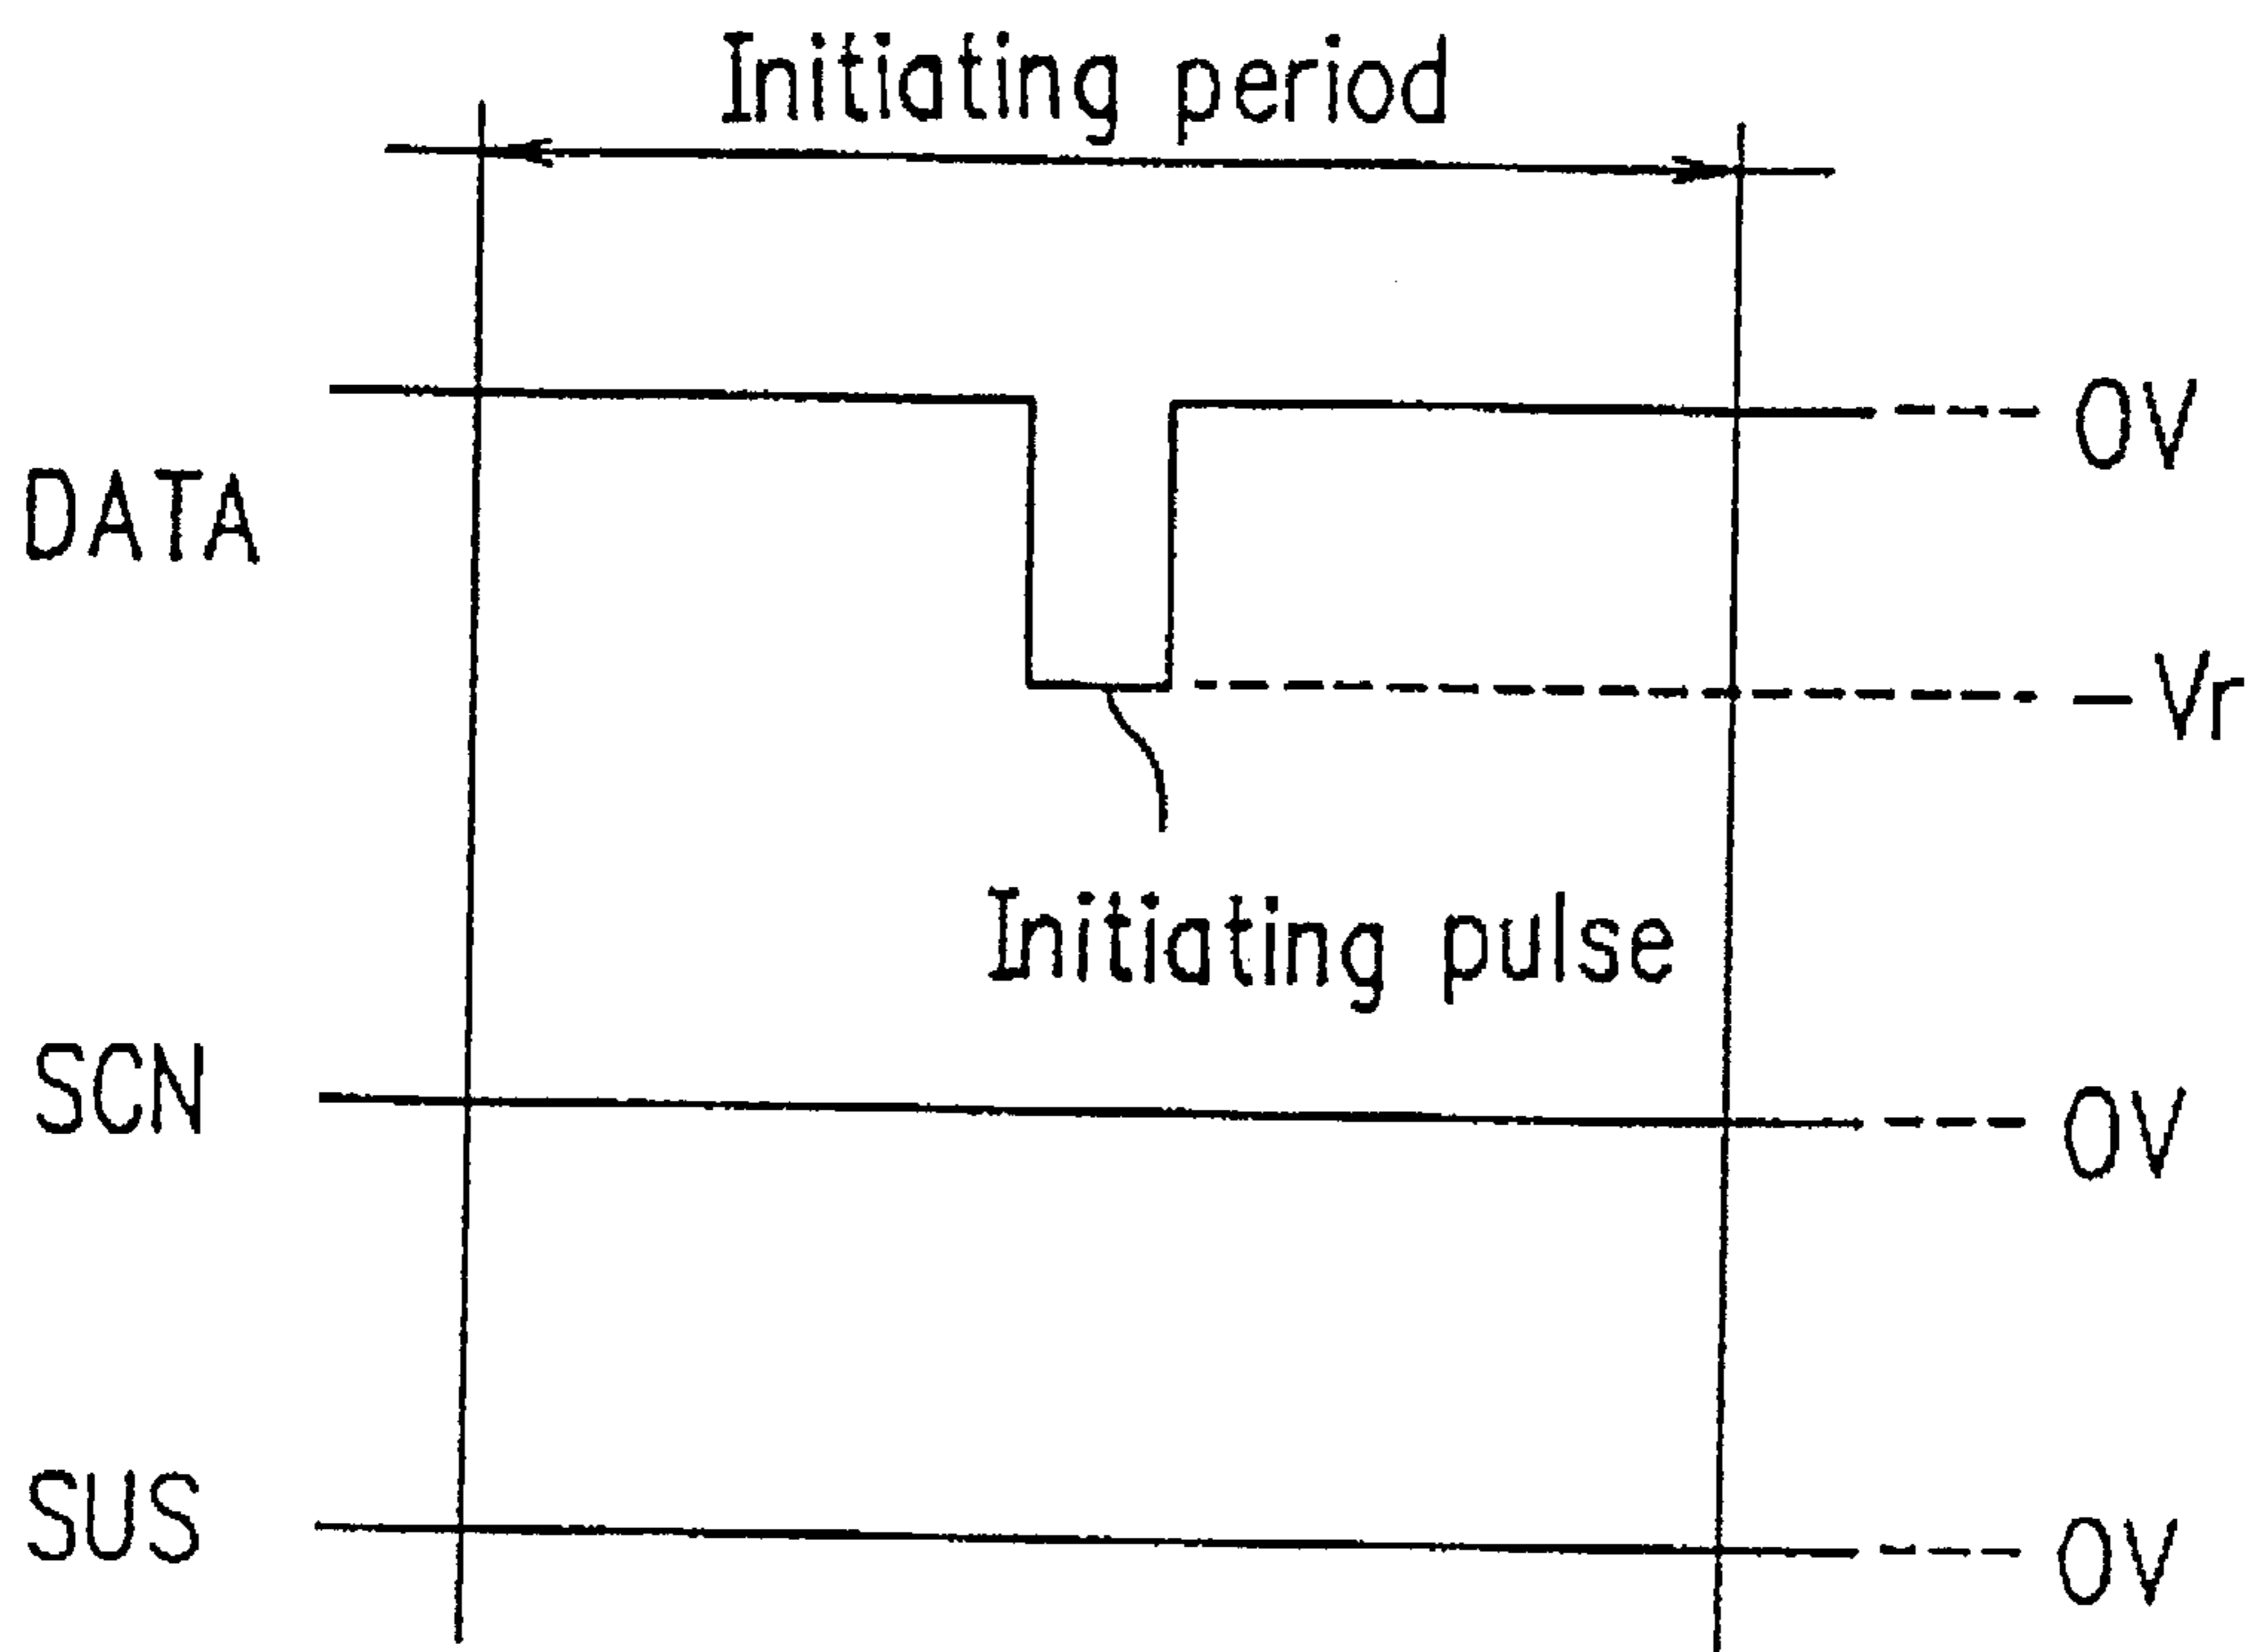 Initiating period
0V
DATA
−Vr
Initiating pulse
SCN
0V
SUS
0V